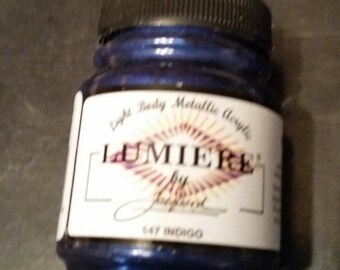 Light Body Metallic Acrylic
LUMIERE®
by
Jacquard
547 INDIGO